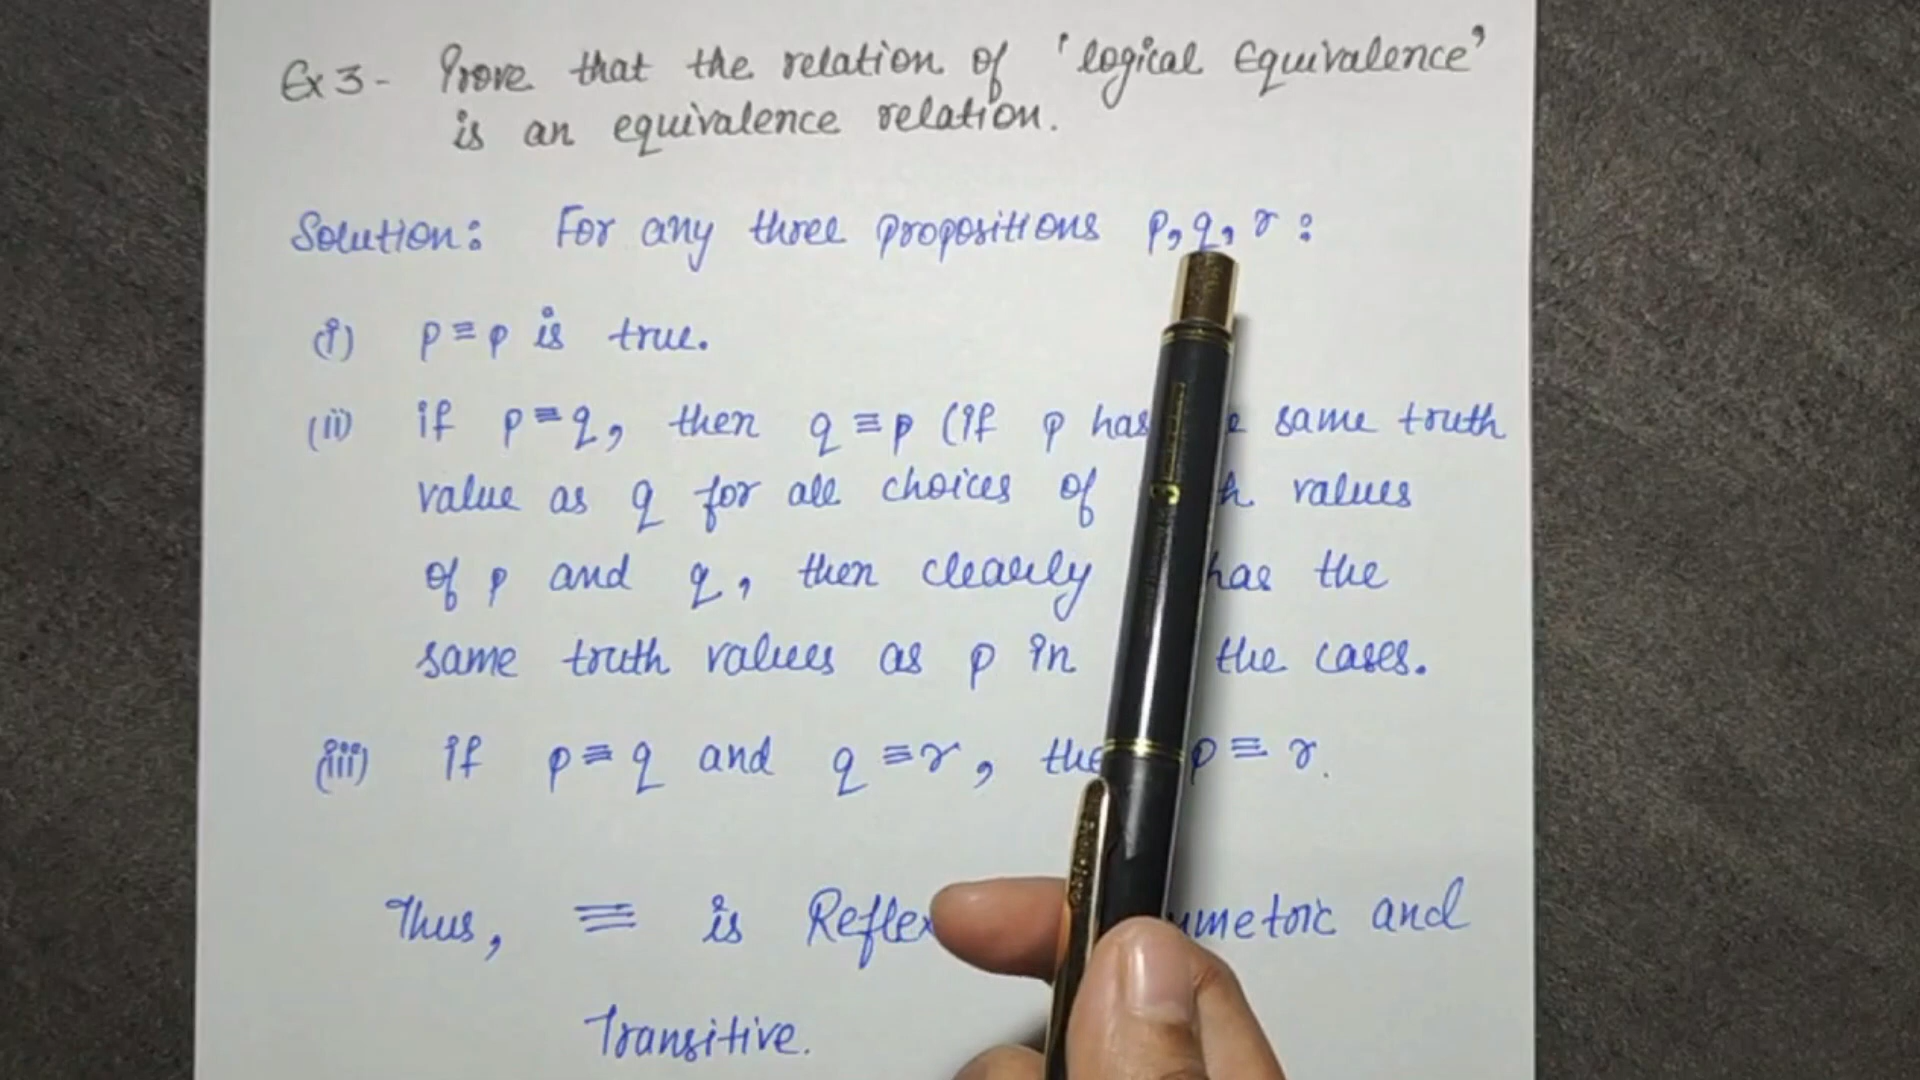 Ex 3- Prove that the relation of 'logical Equivalence'
is an equivalence relation.
Solution: For any three propositions p, q, r:
(i) p ≡ p is true.
(ii) if p ≡ q, then q ≡ p (if p has same truth
value as q for all choices of values
of p and q, then clearly has the
same truth values as p in the cases.
(iii) if p ≡ q and q ≡ r, p ≡ r.
Thus, ≡ is and
Transitive.